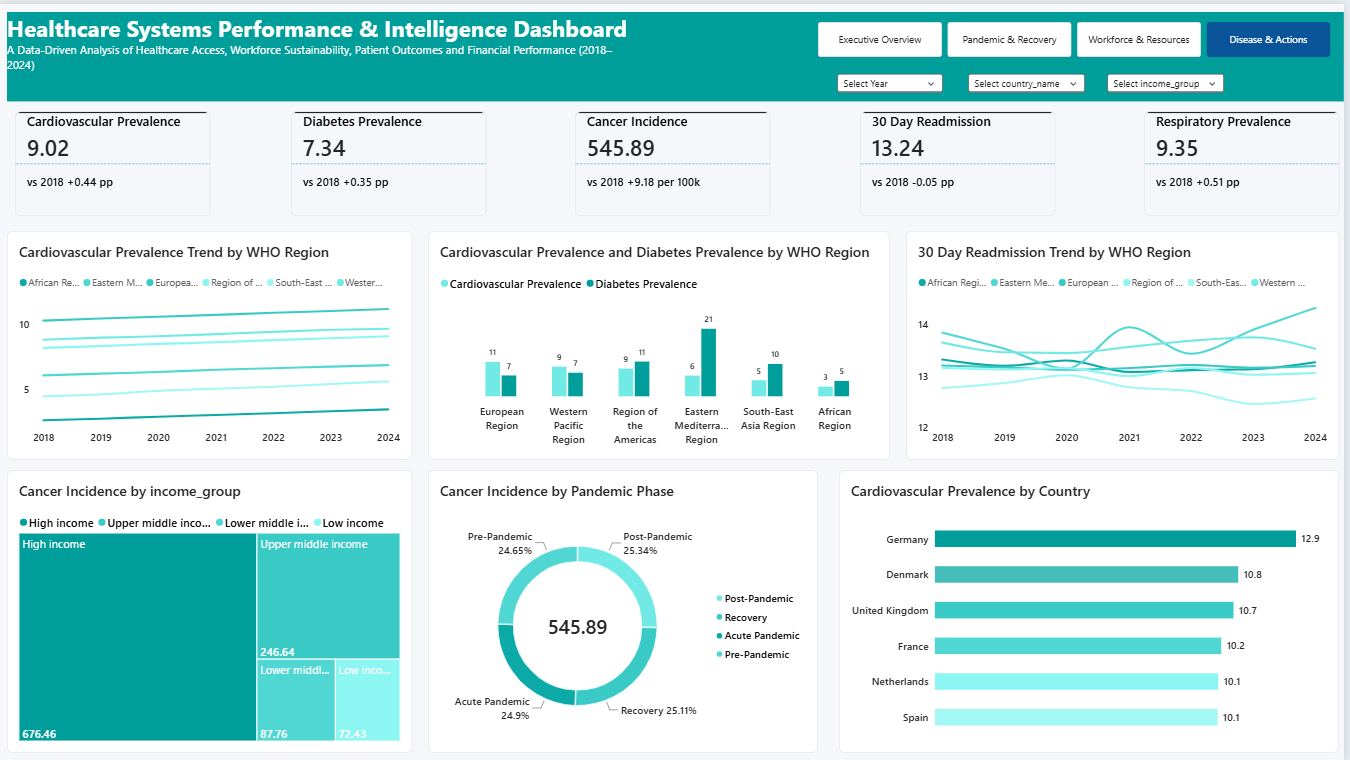 Healthcare Systems Performance & Intelligence Dashboard
A Data-Driven Analysis of Healthcare Access, Workforce Sustainability, Patient Outcomes and Financial Performance (2018–
2024)
Executive Overview
Pandemic & Recovery
Workforce & Resources
Disease & Actions
Select Year
Select country_name
Select income_group
Cardiovascular Prevalence
9.02
vs 2018 +0.44 pp
Diabetes Prevalence
7.34
vs 2018 +0.35 pp
Cancer Incidence
545.89
vs 2018 +9.18 per 100k
30 Day Readmission
13.24
vs 2018 -0.05 pp
Respiratory Prevalence
9.35
vs 2018 +0.51 pp
Cardiovascular Prevalence Trend by WHO Region
African Re... Eastern M... Europea... Region of ... South-East ... Wester...
10
5
2018 2019 2020 2021 2022 2023 2024
Cardiovascular Prevalence and Diabetes Prevalence by WHO Region
Cardiovascular Prevalence Diabetes Prevalence
11 7 9 7 9 11 6 21 5 10 3 5
European
Region
Western
Pacific
Region
Region of
the
Americas
Eastern
Mediterra...
Region
South-East
Asia Region
African
Region
30 Day Readmission Trend by WHO Region
African Regi... Eastern Me... European ... Region of ... South-Eas... Western ...
14
13
12
2018 2019 2020 2021 2022 2023 2024
Cancer Incidence by income_group
High income Upper middle inco... Lower middle i... Low income
High income
676.46
Upper middle income
246.64
Lower middl...
87.76
Low inco...
72.43
Cancer Incidence by Pandemic Phase
Pre-Pandemic
24.65%
Post-Pandemic
25.34%
545.89
Acute Pandemic
24.9%
Recovery 25.11%
Post-Pandemic
Recovery
Acute Pandemic
Pre-Pandemic
Cardiovascular Prevalence by Country
Germany 12.9
Denmark 10.8
United Kingdom 10.7
France 10.2
Netherlands 10.1
Spain 10.1